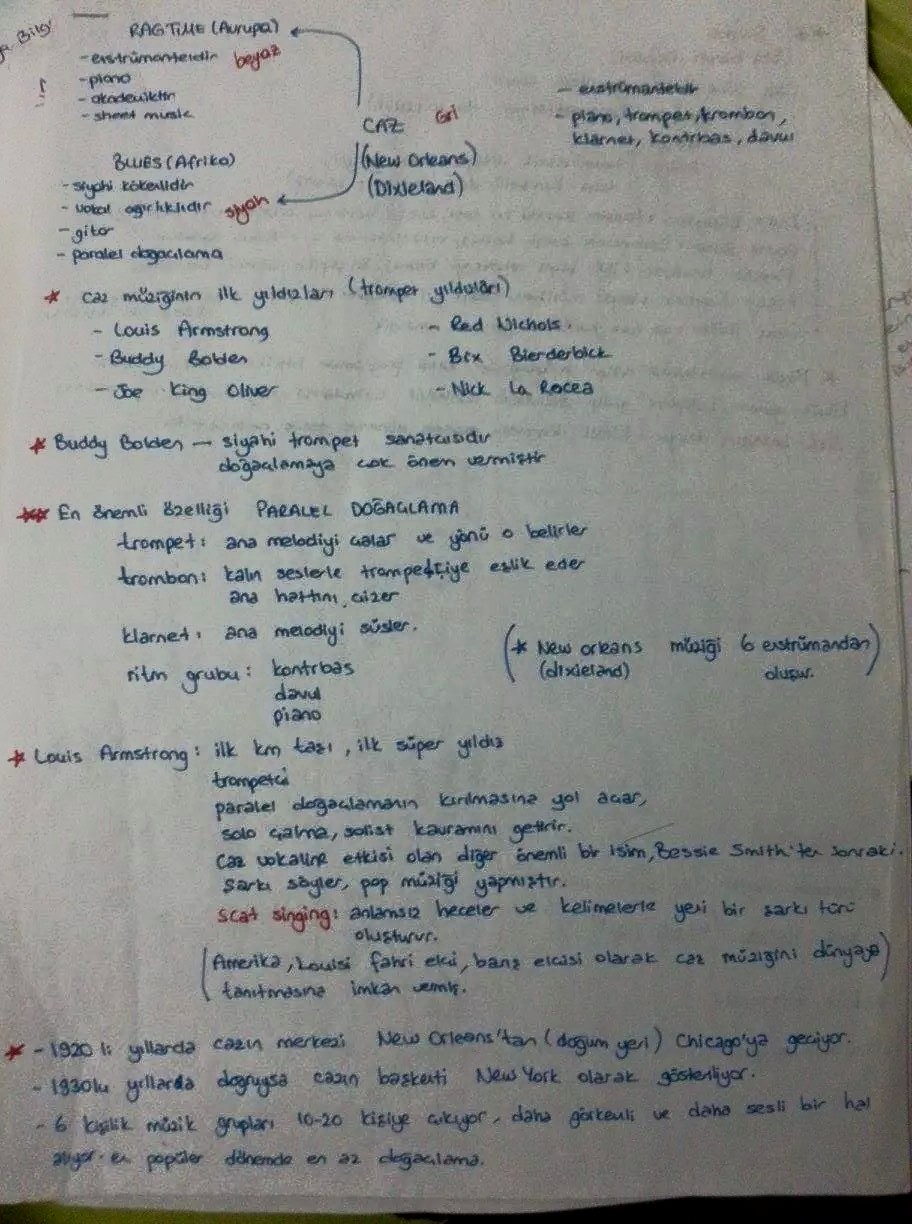 RAGTIME (Avrupa)
- enstrümanteldir beyaz
- piano
- akademiktir
- sheet music
CAZ Gri
(New Orleans)
(Dixieland)
- enstrümanteldir
- piano, trompet, trombon,
klarnet, kontrbas, davul
BLUES (Afrika)
- siyahi kökenlidir
- vokal ağırlıklıdır siyah
- gitar
- paralel doğaçlama
* caz müziğinin ilk yıldızları (trompet yıldızları)
- Louis Armstrong
- Buddy Bolden
- Joe King Oliver
- Red Nichols.
- Bix Bierderbick
- Nick La Rocea
* Buddy Bolden — siyahi trompet sanatcısıdır
doğaçlamaya çok önem vermiştir
** En önemli özelliği PARALEL DOĞAÇLAMA
trompet: ana melodiyi çalar ve yönü o belirler
trombon: kalın seslerle trompetçiye eşlik eder
ana hattını çizer
klarnet: ana melodiyi süsler.
ritm grubu: kontrbas
davul
piano
(* New orleans müziği 6 enstrümandan
(dixieland) oluşur.)
* Louis Armstrong: ilk km taşı, ilk süper yıldız
trompetçi
paralel doğaçlamanın kırılmasına yol açar,
solo çalma, solist kavramını getirir.
Caz vokaline etkisi olan diğer önemli bir isim, Bessie Smith'ten sonraki.
Şarkı söyler, pop müziği yapmıştır.
scat singing: anlamsız heceler ve kelimelerle yeni bir şarkı türü
oluşturur.
(Amerika, Louisi fahri elçi, barış elçisi olarak caz müziğini dünyaya)
tanıtmasına imkan vermiş.
* - 1920 li yıllarda cazın merkezi New Orleans'tan (doğum yeri) Chicago'ya geçiyor.
- 1930lu yıllarda doğruysa cazın başkenti New York olarak gösteriliyor.
- 6 kişilik müzik grupları 10-20 kişiye çıkıyor, daha görkemli ve daha sesli bir hal
alıyor. en popüler dönemde en az doğaçlama.